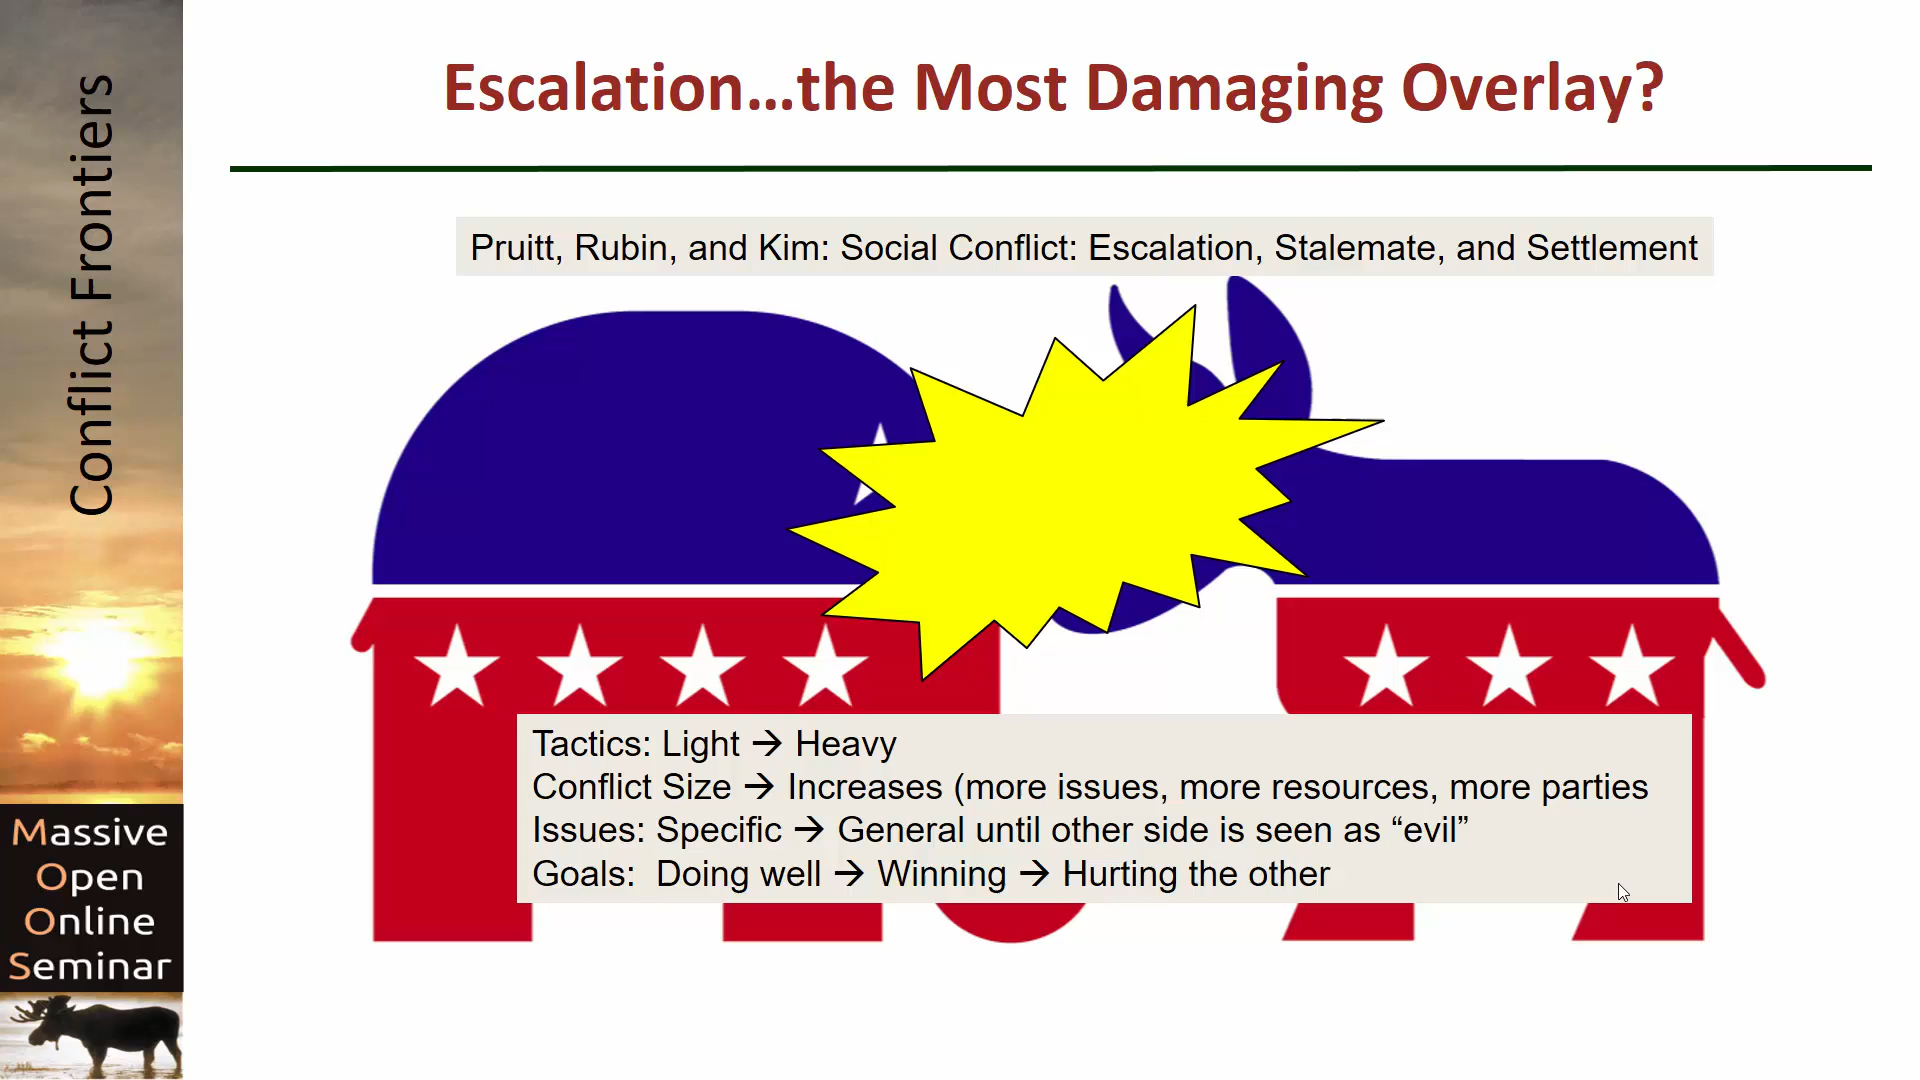 Conflict Frontiers
Escalation...the Most Damaging Overlay?
Pruitt, Rubin, and Kim: Social Conflict: Escalation, Stalemate, and Settlement
Tactics: Light → Heavy
Conflict Size → Increases (more issues, more resources, more parties
Issues: Specific → General until other side is seen as “evil”
Goals:  Doing well → Winning → Hurting the other
Massive
Open
Online
Seminar